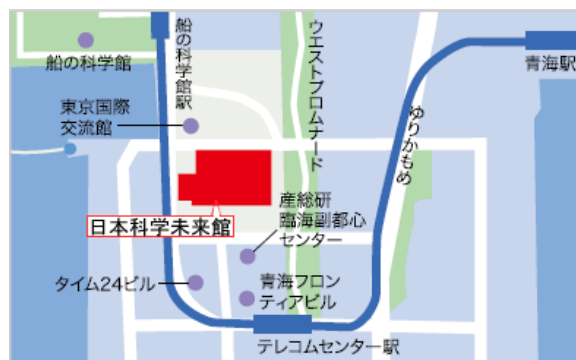 船の科学館
船の科学館駅
ウエストプロムナード
青海駅
東京国際
交流館
ゆりかもめ
産総研
臨海副都心
センター
日本科学未来館
タイム24ビル
青海フロン
ティアビル
テレコムセンター駅